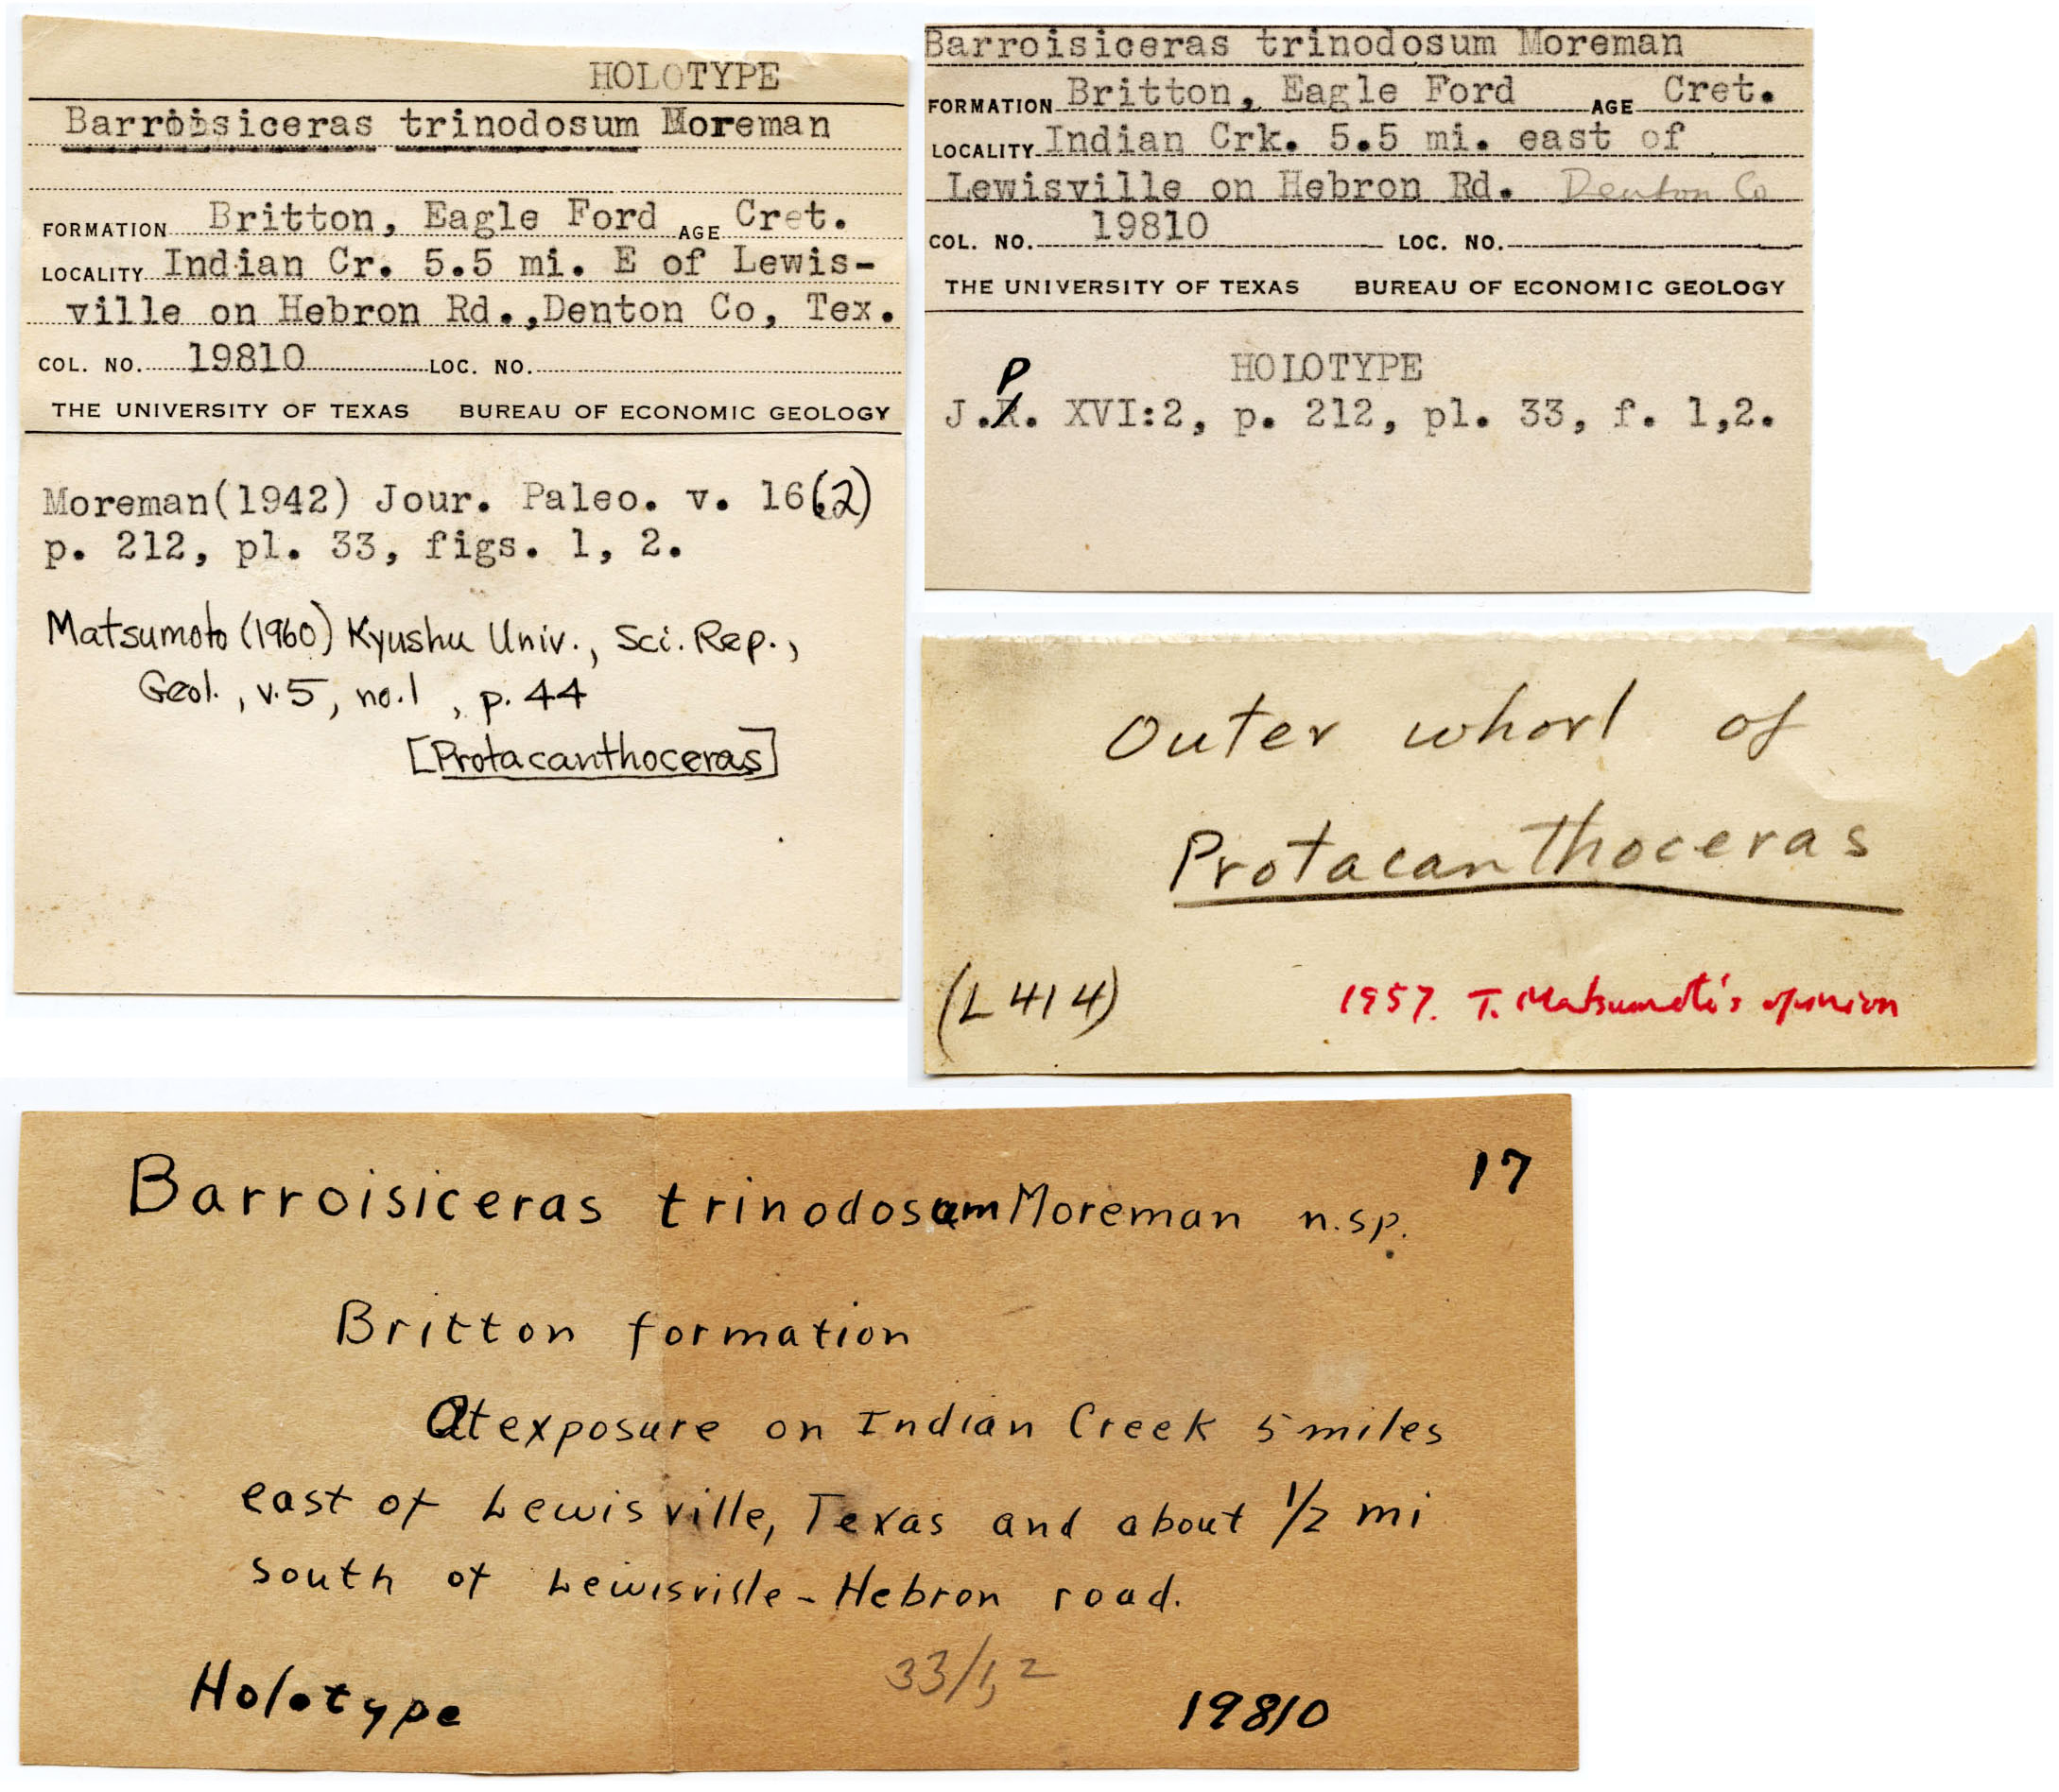 HOLOTYPE
Barroisiceras trinodosum Moreman
FORMATION Britton, Eagle Ford AGE Cret.
LOCALITY Indian Cr. 5.5 mi. E of Lewis-
ville on Hebron Rd.,Denton Co, Tex.
COL. NO. 19810 LOC. NO.
THE UNIVERSITY OF TEXAS BUREAU OF ECONOMIC GEOLOGY
Moreman(1942) Jour. Paleo. v. 16(2)
p. 212, pl. 33, figs. 1, 2.
Matsumoto (1960) Kyushu Univ., Sci. Rep.,
Geol., v. 5, no. 1, p. 44
[Protacanthoceras]
Barroisiceras trinodosum Moreman
FORMATION Britton, Eagle Ford AGE Cret.
LOCALITY Indian Crk. 5.5 mi. east of
Lewisville on Hebron Rd. Denton Co
COL. NO. 19810 LOC. NO.
THE UNIVERSITY OF TEXAS BUREAU OF ECONOMIC GEOLOGY
HOLOTYPE
J.P. XVI:2, p. 212, pl. 33, f. 1,2.
Outer whorl of
Protacanthoceras
(L 414) 1957. T. Matsumoto's opinion
17
Barroisiceras trinodosum Moreman n.sp.
Britton formation
At exposure on Indian Creek 5 miles
east of Lewisville, Texas and about 1/2 mi
south of Lewisville-Hebron road.
33/1,2
Holotype 19810